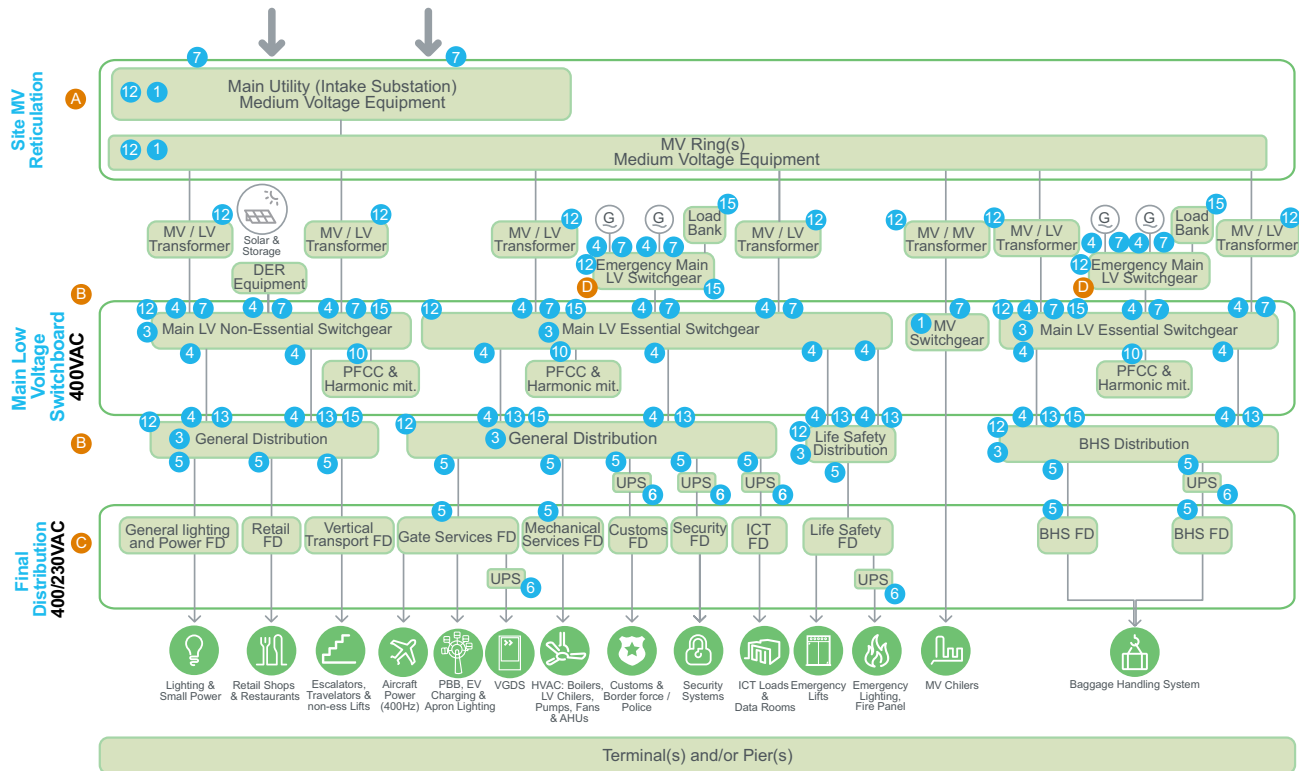 7
7
Site MV
Reticulation
A
12 1
Main Utility (Intake Substation)
Medium Voltage Equipment
12 1
MV Ring(s)
Medium Voltage Equipment
12
MV / LV
Transformer
Solar &
Storage
DER
Equipment
12
MV / LV
Transformer
12
MV / LV
Transformer
G G
4 7 4 7
Load
Bank
15
12
Emergency Main
LV Switchgear
D
15
12
MV / LV
Transformer
12
MV / MV
Transformer
12
MV / LV
Transformer
G G
4 7 4 7
Load
Bank
15
12
Emergency Main
LV Switchgear
D
12
MV / LV
Transformer
B
Main Low
Voltage
Switchboard
400VAC
12 4 7 4 7 4 7 15
3
Main LV Non-Essential Switchgear
4 4 10
PFCC &
Harmonic mit.
12 4 7 15 4 7 4 7
3
Main LV Essential Switchgear
4 10 4 4 4
PFCC &
Harmonic mit.
7
1
MV
Switchgear
12 4 7 15 4 7 4 7
3
Main LV Essential Switchgear
4 10 4
PFCC &
Harmonic mit.
B
12 4 13 4 13 15
3
General Distribution
5 5 5
12 4 13 15 4 13
3
General Distribution
5 5 5 5 5
UPS
6
UPS
6
UPS
6
4 13 4 13
12
3
Life Safety
Distribution
5
12 4 13 15 4 13
3
BHS Distribution
5 5
UPS
6
Final
Distribution
400/230VAC
C
General lighting
and Power FD
Retail
FD
Vertical
Transport FD
5
Gate Services FD
UPS
6
5
Mechanical
Services FD
Customs
FD
Security
FD
ICT
FD
Life Safety
FD
UPS
6
5
BHS FD
5
BHS FD
Lighting &
Small Power
Retail Shops
& Restaurants
Escalators,
Travelators &
non-ess Lifts
Aircraft
Power
(400Hz)
PBB, EV
Charging &
Apron Lighting
VGDS
HVAC: Boilers,
LV Chilers,
Pumps, Fans
& AHUs
Customs &
Border force /
Police
Security
Systems
ICT Loads
&
Data Rooms
Emergency
Lifts
Emergency
Lighting,
Fire Panel
MV Chilers
Baggage Handling System
Terminal(s) and/or Pier(s)